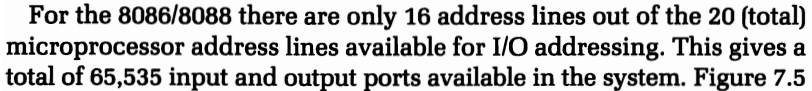 For the 8086/8088 there are only 16 address lines out of the 20 (total)
microprocessor address lines available for I/O addressing. This gives a
total of 65,535 input and output ports available in the system. Figure 7.5